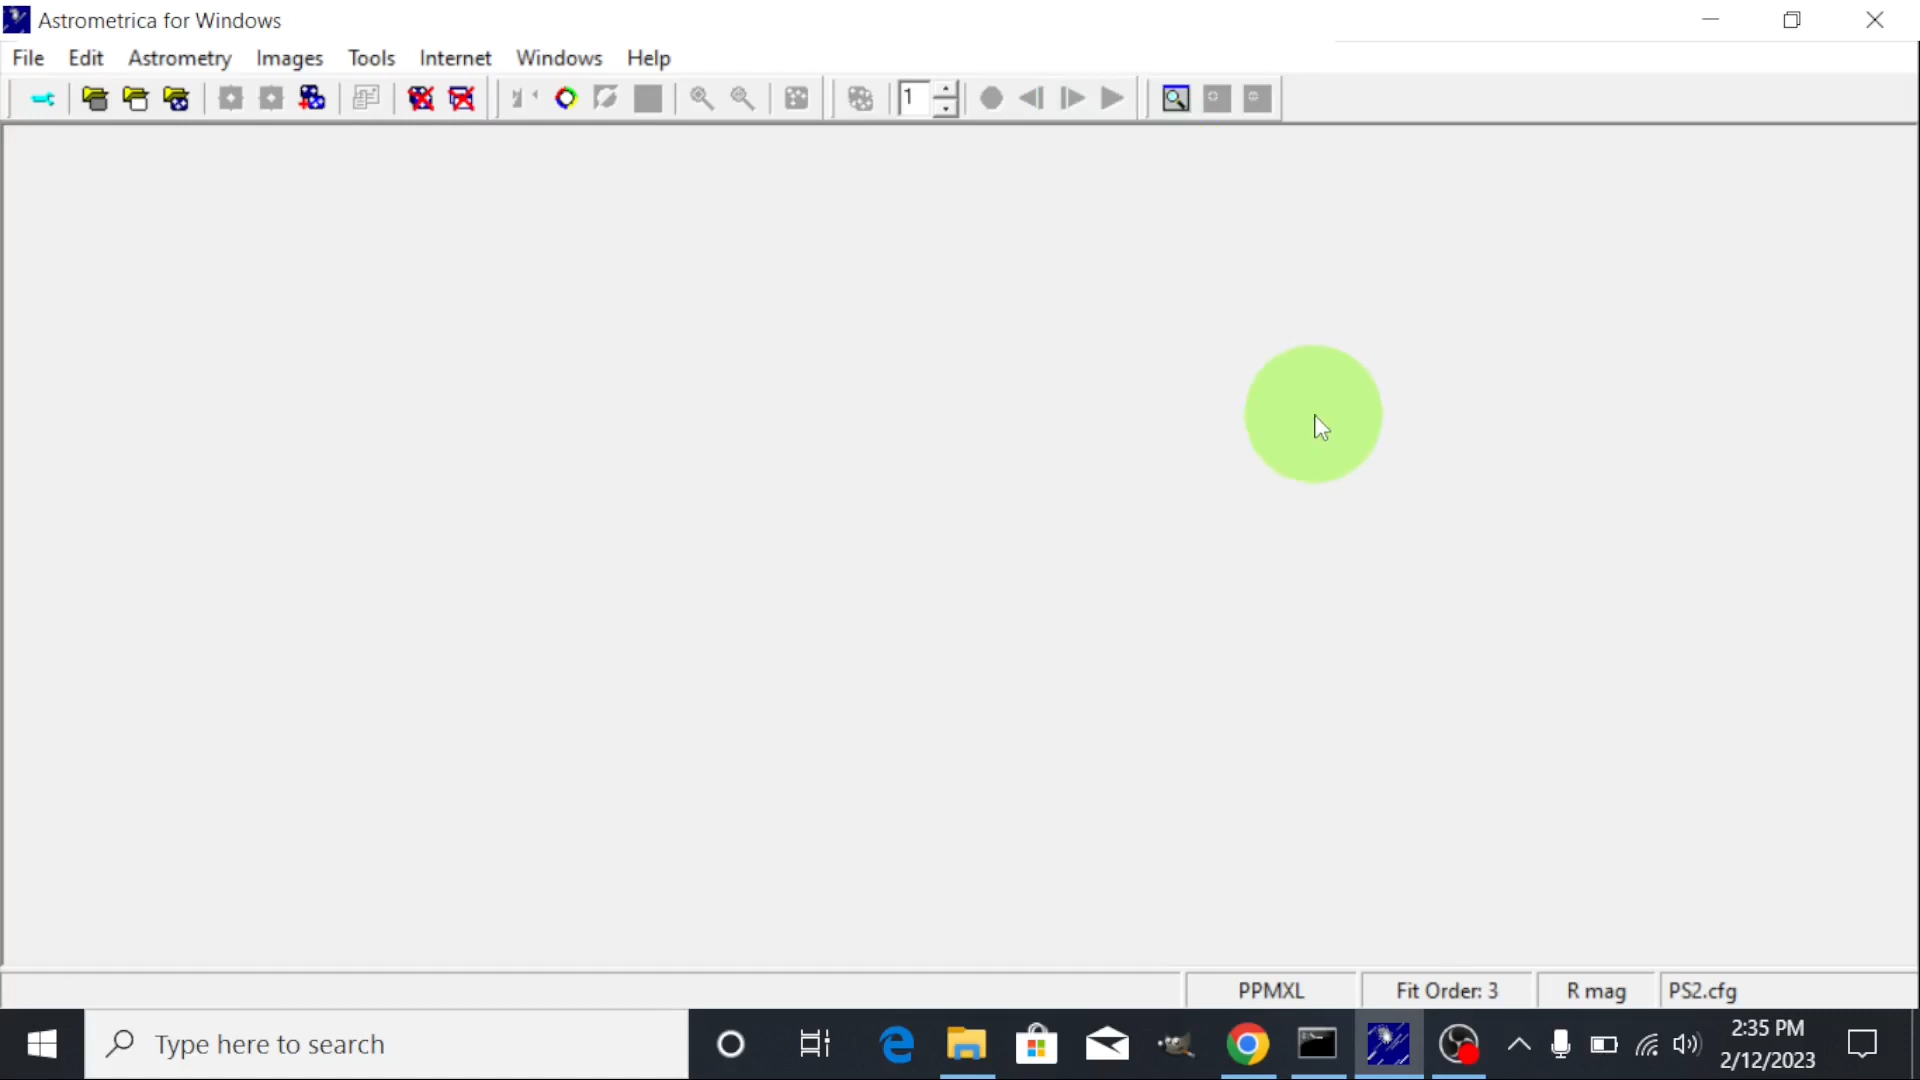 Astrometrica for Windows
File Edit Astrometry Images Tools Internet Windows Help
1
PPMXL Fit Order: 3 R mag PS2.cfg
Type here to search
2:35 PM
2/12/2023